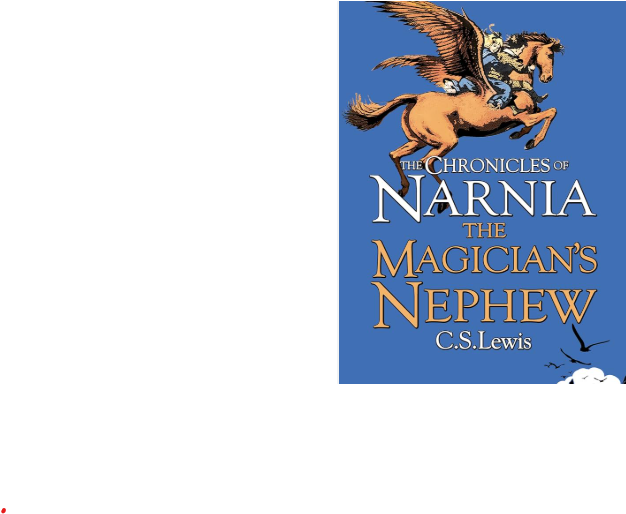 THE CHRONICLES OF
NARNIA
THE
MAGICIAN'S
NEPHEW
C.S.Lewis